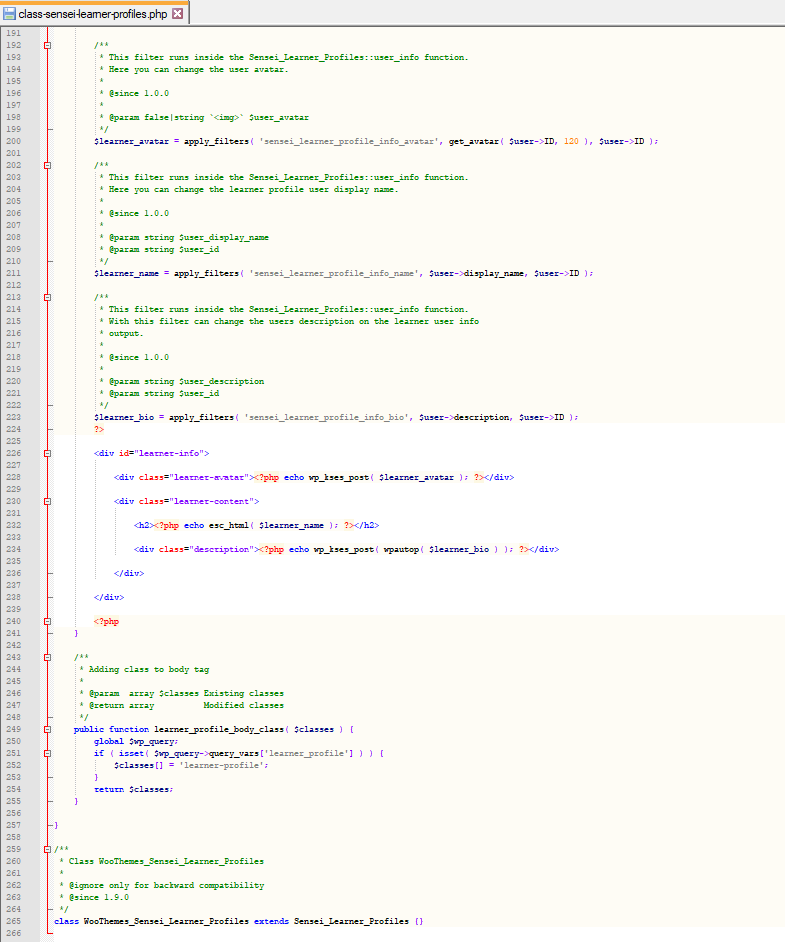 class-sensei-learner-profiles.php
191
192 /**
193 * This filter runs inside the Sensei_Learner_Profiles::user_info function.
194 * Here you can change the user avatar.
195 *
196 * @since 1.0.0
197 *
198 * @param false|string `<img>` $user_avatar
199 */
200 $learner_avatar = apply_filters( 'sensei_learner_profile_info_avatar', get_avatar( $user->ID, 120 ), $user->ID );
201
202 /**
203 * This filter runs inside the Sensei_Learner_Profiles::user_info function.
204 * Here you can change the learner profile user display name.
205 *
206 * @since 1.0.0
207 *
208 * @param string $user_display_name
209 * @param string $user_id
210 */
211 $learner_name = apply_filters( 'sensei_learner_profile_info_name', $user->display_name, $user->ID );
212
213 /**
214 * This filter runs inside the Sensei_Learner_Profiles::user_info function.
215 * With this filter can change the users description on the learner user info
216 * output.
217 *
218 * @since 1.0.0
219 *
220 * @param string $user_description
221 * @param string $user_id
222 */
223 $learner_bio = apply_filters( 'sensei_learner_profile_info_bio', $user->description, $user->ID );
224 ?>
225
226 <div id="learner-info">
227
228 <div class="learner-avatar"><?php echo wp_kses_post( $learner_avatar ); ?></div>
229
230 <div class="learner-content">
231
232 <h2><?php echo esc_html( $learner_name ); ?></h2>
233
234 <div class="description"><?php echo wp_kses_post( wpautop( $learner_bio ) ); ?></div>
235
236 </div>
237
238 </div>
239
240 <?php
241 }
242
243 /**
244 * Adding class to body tag
245 *
246 * @param array $classes Existing classes
247 * @return array Modified classes
248 */
249 public function learner_profile_body_class( $classes ) {
250 global $wp_query;
251 if ( isset( $wp_query->query_vars['learner_profile'] ) ) {
252 $classes[] = 'learner-profile';
253 }
254 return $classes;
255 }
256
257 }
258
259 /**
260 * Class WooThemes_Sensei_Learner_Profiles
261 *
262 * @ignore only for backward compatibility
263 * @since 1.9.0
264 */
265 class WooThemes_Sensei_Learner_Profiles extends Sensei_Learner_Profiles {}
266